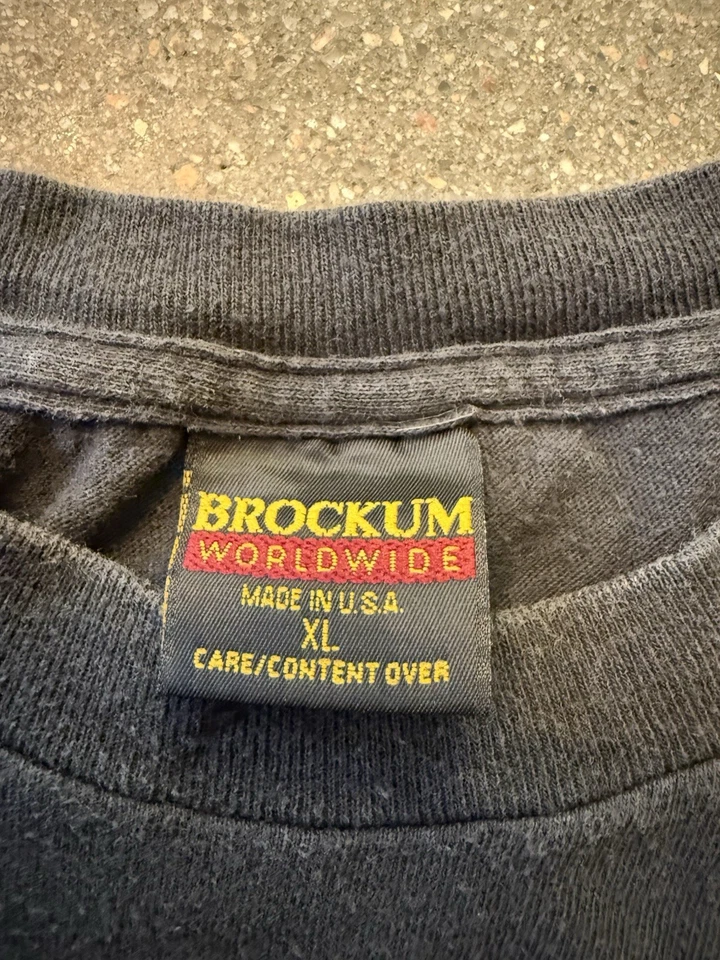 BROCKUM
WORLDWIDE
MADE IN U.S.A.
XL
CARE/CONTENT OVER